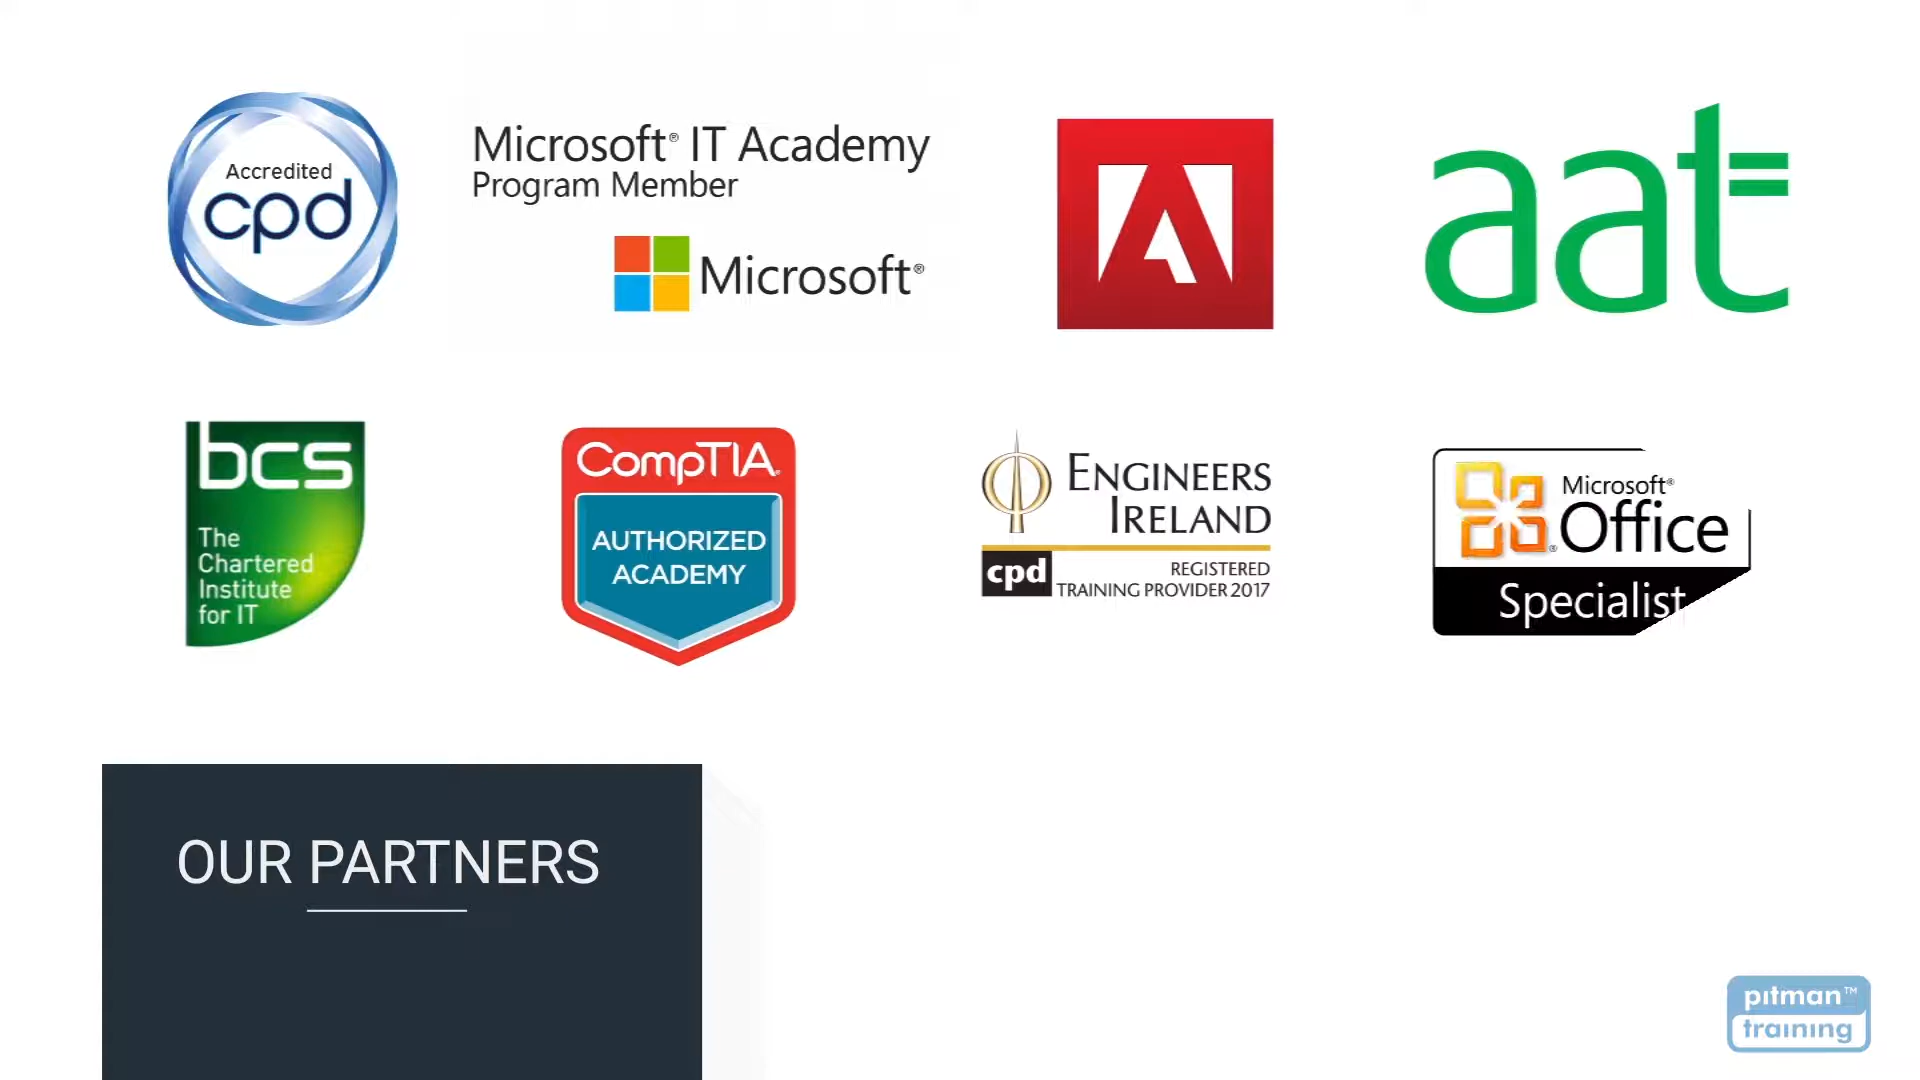 Accredited
cpd
Microsoft® IT Academy
Program Member
Microsoft®
aat
bcs
The
Chartered
Institute
for IT
CompTIA.
AUTHORIZED
ACADEMY
ENGINEERS
IRELAND
cpd
REGISTERED
TRAINING PROVIDER 2017
Microsoft®
Office
Specialist
OUR PARTNERS
pitman™
training